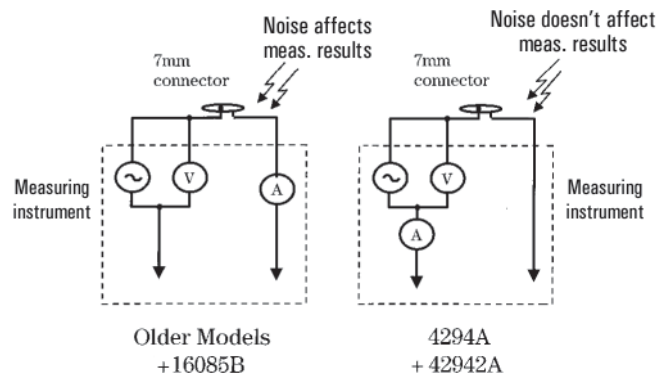 Noise affects
meas. results
7mm
connector
V
A
Measuring
instrument
Older Models
+16085B
Noise doesn't affect
meas. results
7mm
connector
V
A
Measuring
instrument
4294A
+ 42942A